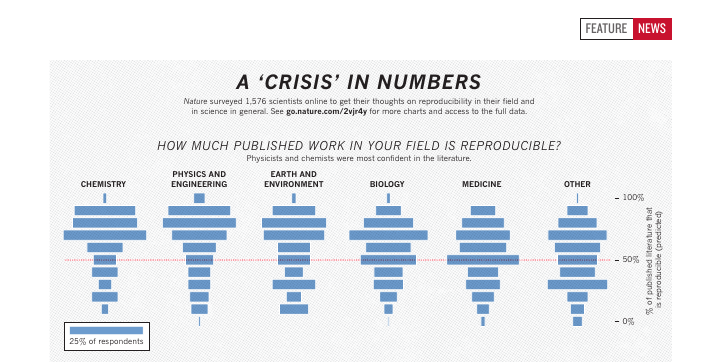 FEATURE NEWS
A ‘CRISIS’ IN NUMBERS
Nature surveyed 1,576 scientists online to get their thoughts on reproducibility in their field and
in science in general. See go.nature.com/2vjr4y for more charts and access to the full data.
HOW MUCH PUBLISHED WORK IN YOUR FIELD IS REPRODUCIBLE?
Physicists and chemists were most confident in the literature.
CHEMISTRY
PHYSICS AND
ENGINEERING
EARTH AND
ENVIRONMENT
BIOLOGY
MEDICINE
OTHER
100%
50%
0%
% of published literature that
is reproducible (predicted)
25% of respondents